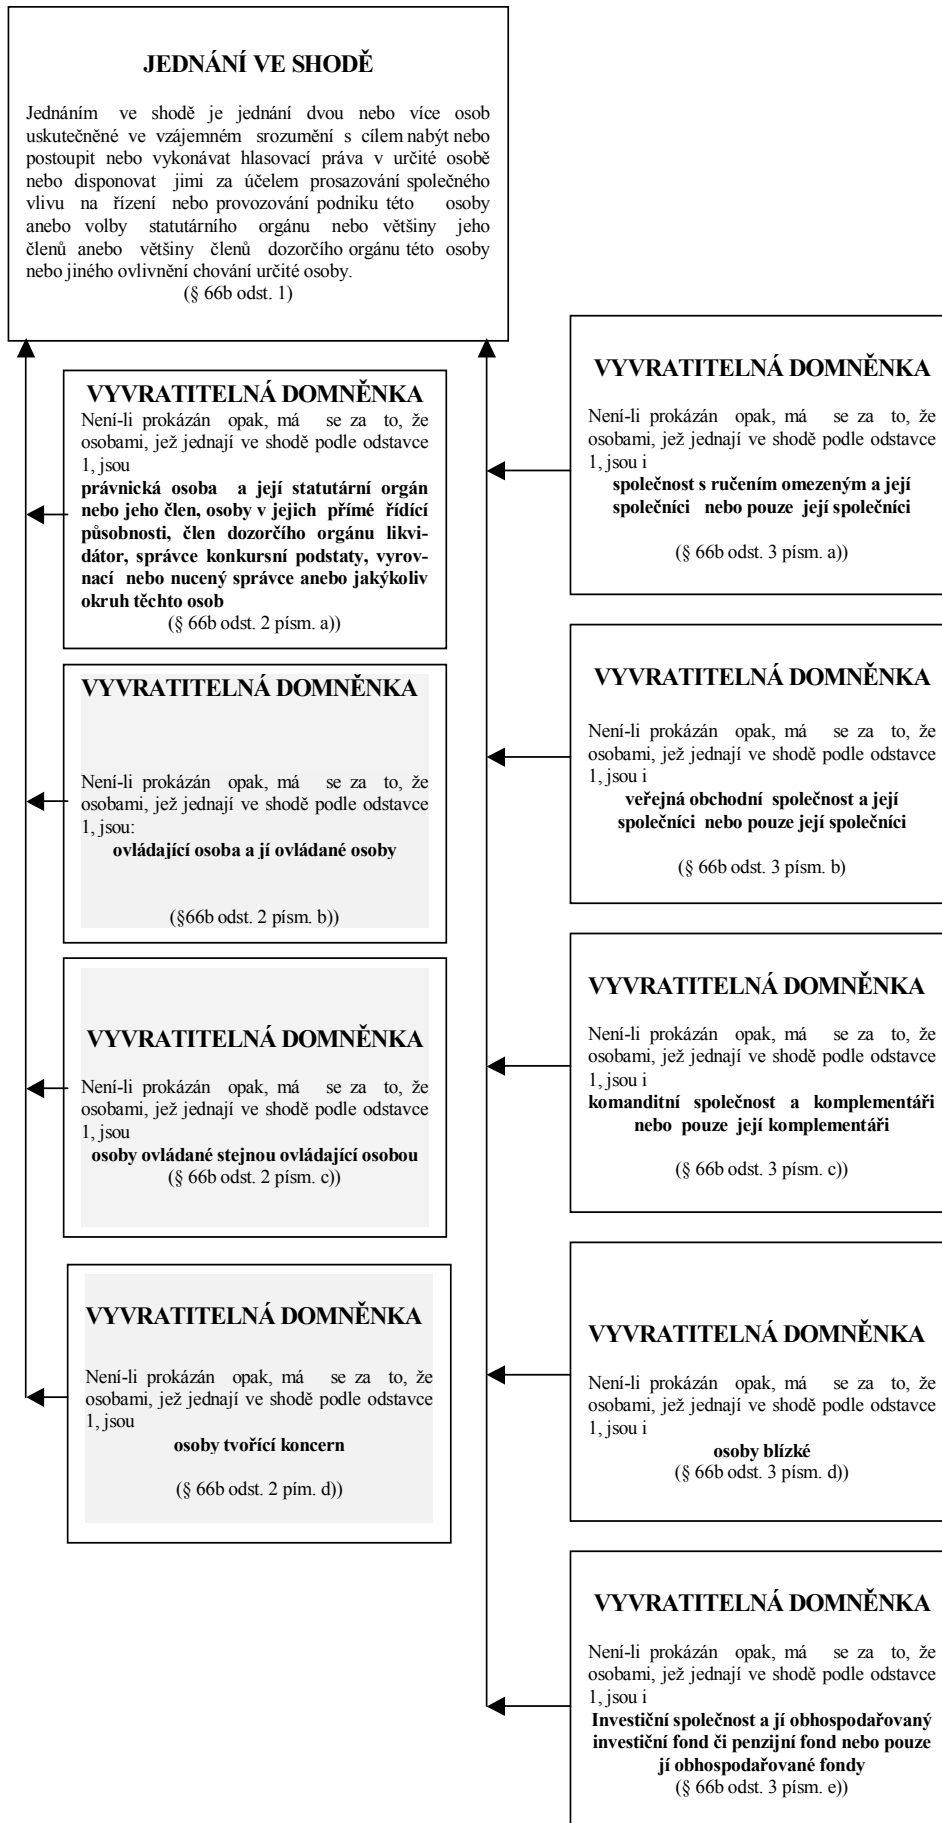 JEDNÁNÍ VE SHODĚ
Jednáním ve shodě je jednání dvou nebo více osob
uskutečněné ve vzájemném srozumění s cílem nabýt nebo
postoupit nebo vykonávat hlasovací práva v určité osobě
nebo disponovat jimi za účelem prosazování společného
vlivu na řízení nebo provozování podniku této osoby
anebo volby statutárního orgánu nebo většiny jeho
členů anebo většiny členů dozorčího orgánu této osoby
nebo jiného ovlivnění chování určité osoby.
(§ 66b odst. 1)
VYVRATITELNÁ DOMNĚNKA
Není-li prokázán opak, má se za to, že
osobami, jež jednají ve shodě podle odstavce
1, jsou
právnická osoba a její statutární orgán
nebo jeho člen, osoby v jejich přímé řídící
působnosti, člen dozorčího orgánu likvi-
dátor, správce konkursní podstaty, vyrov-
nací nebo nucený správce anebo jakýkoliv
okruh těchto osob
(§ 66b odst. 2 písm. a))
VYVRATITELNÁ DOMNĚNKA
Není-li prokázán opak, má se za to, že
osobami, jež jednají ve shodě podle odstavce
1, jsou:
ovládající osoba a jí ovládané osoby
(§66b odst. 2 písm. b))
VYVRATITELNÁ DOMNĚNKA
Není-li prokázán opak, má se za to, že
osobami, jež jednají ve shodě podle odstavce
1, jsou
osoby ovládané stejnou ovládající osobou
(§ 66b odst. 2 písm. c))
VYVRATITELNÁ DOMNĚNKA
Není-li prokázán opak, má se za to, že
osobami, jež jednají ve shodě podle odstavce
1, jsou
osoby tvořící koncern
(§ 66b odst. 2 pím. d))
VYVRATITELNÁ DOMNĚNKA
Není-li prokázán opak, má se za to, že
osobami, jež jednají ve shodě podle odstavce
1, jsou i
společnost s ručením omezeným a její
společníci nebo pouze její společníci
(§ 66b odst. 3 písm. a))
VYVRATITELNÁ DOMNĚNKA
Není-li prokázán opak, má se za to, že
osobami, jež jednají ve shodě podle odstavce
1, jsou i
veřejná obchodní společnost a její
společníci nebo pouze její společníci
(§ 66b odst. 3 písm. b)
VYVRATITELNÁ DOMNĚNKA
Není-li prokázán opak, má se za to, že
osobami, jež jednají ve shodě podle odstavce
1, jsou i
komanditní společnost a komplementáři
nebo pouze její komplementáři
(§ 66b odst. 3 písm. c))
VYVRATITELNÁ DOMNĚNKA
Není-li prokázán opak, má se za to, že
osobami, jež jednají ve shodě podle odstavce
1, jsou i
osoby blízké
(§ 66b odst. 3 písm. d))
VYVRATITELNÁ DOMNĚNKA
Není-li prokázán opak, má se za to, že
osobami, jež jednají ve shodě podle odstavce
1, jsou i
Investiční společnost a jí obhospodařovaný
investiční fond či penzijní fond nebo pouze
jí obhospodařované fondy
(§ 66b odst. 3 písm. e))